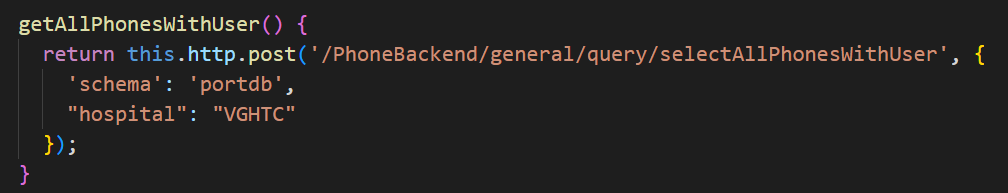 getAllPhonesWithUser() {
  return this.http.post('/PhoneBackend/general/query/selectAllPhonesWithUser', {
    'schema': 'portdb',
    "hospital": "VGHTC"
  });
}